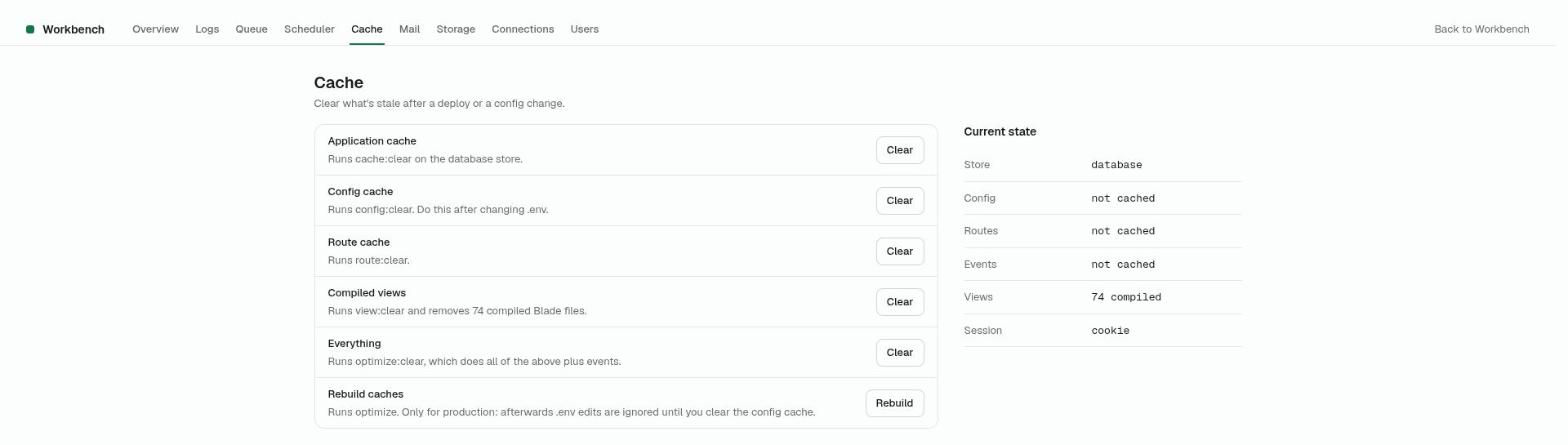 Workbench
Overview
Logs
Queue
Scheduler
Cache
Mail
Storage
Connections
Users
Back to Workbench
Cache
Clear what's stale after a deploy or a config change.
Application cache
Runs cache:clear on the database store.
Clear
Config cache
Runs config:clear. Do this after changing .env.
Clear
Route cache
Runs route:clear.
Clear
Compiled views
Runs view:clear and removes 74 compiled Blade files.
Clear
Everything
Runs optimize:clear, which does all of the above plus events.
Clear
Rebuild caches
Runs optimize. Only for production: afterwards .env edits are ignored until you clear the config cache.
Rebuild
Current state
Store database
Config not cached
Routes not cached
Events not cached
Views 74 compiled
Session cookie